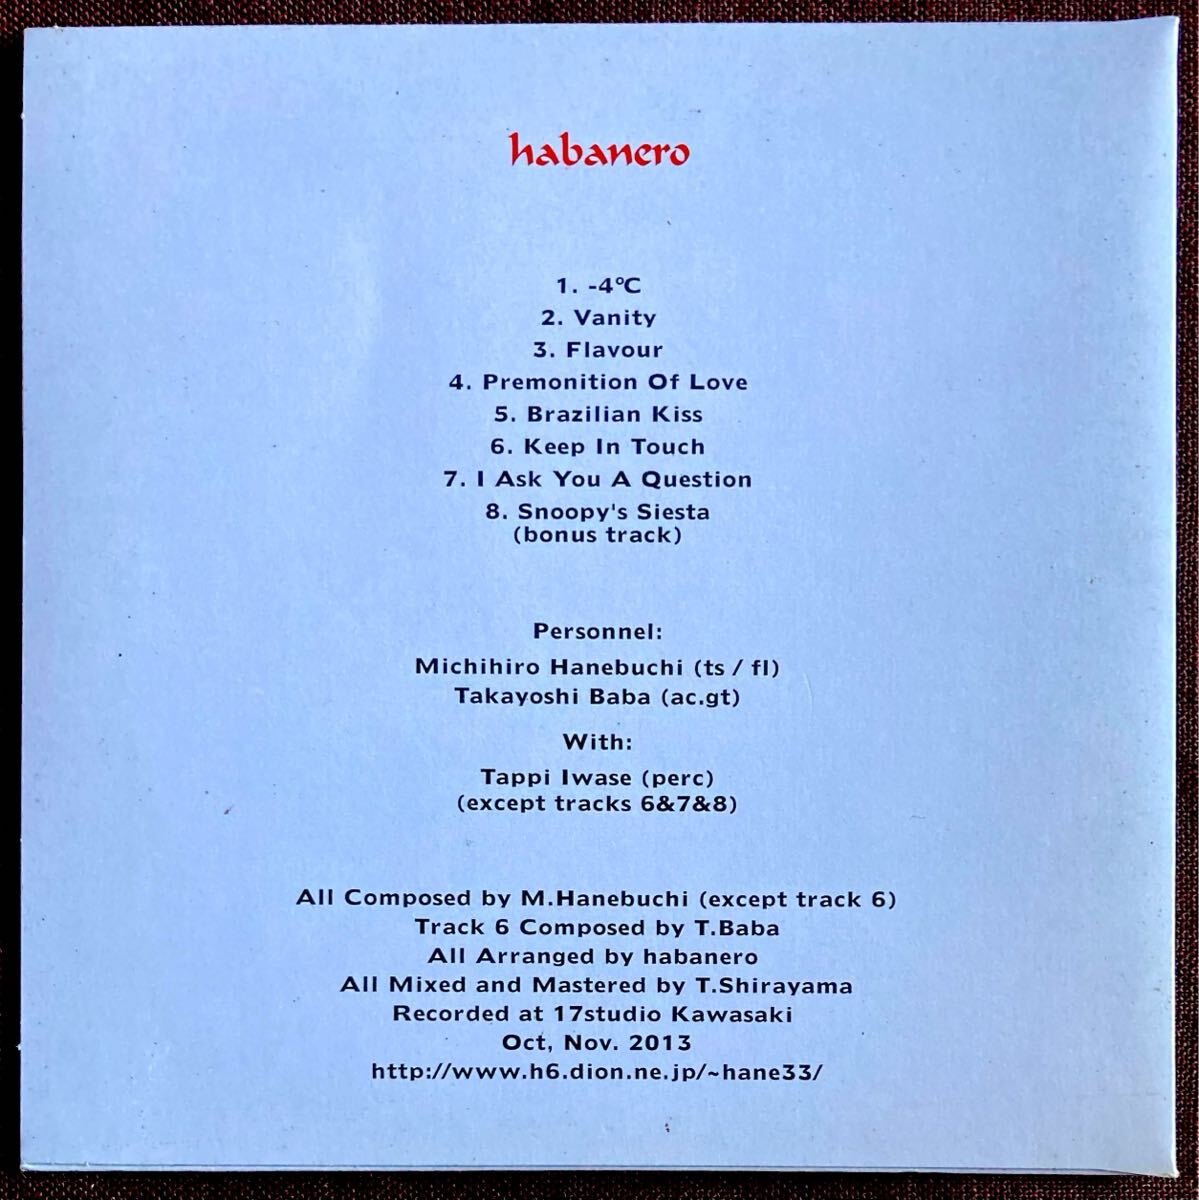 habanero
1. -4℃
2. Vanity
3. Flavour
4. Premonition Of Love
5. Brazilian Kiss
6. Keep In Touch
7. I Ask You A Question
8. Snoopy's Siesta
(bonus track)
Personnel:
Michihiro Hanebuchi (ts / fl)
Takayoshi Baba (ac.gt)
With:
Tappi Iwase (perc)
(except tracks 6&7&8)
All Composed by M.Hanebuchi (except track 6)
Track 6 Composed by T.Baba
All Arranged by habanero
All Mixed and Mastered by T.Shirayama
Recorded at 17studio Kawasaki
Oct, Nov. 2013
http://www.h6.dion.ne.jp/~hane33/